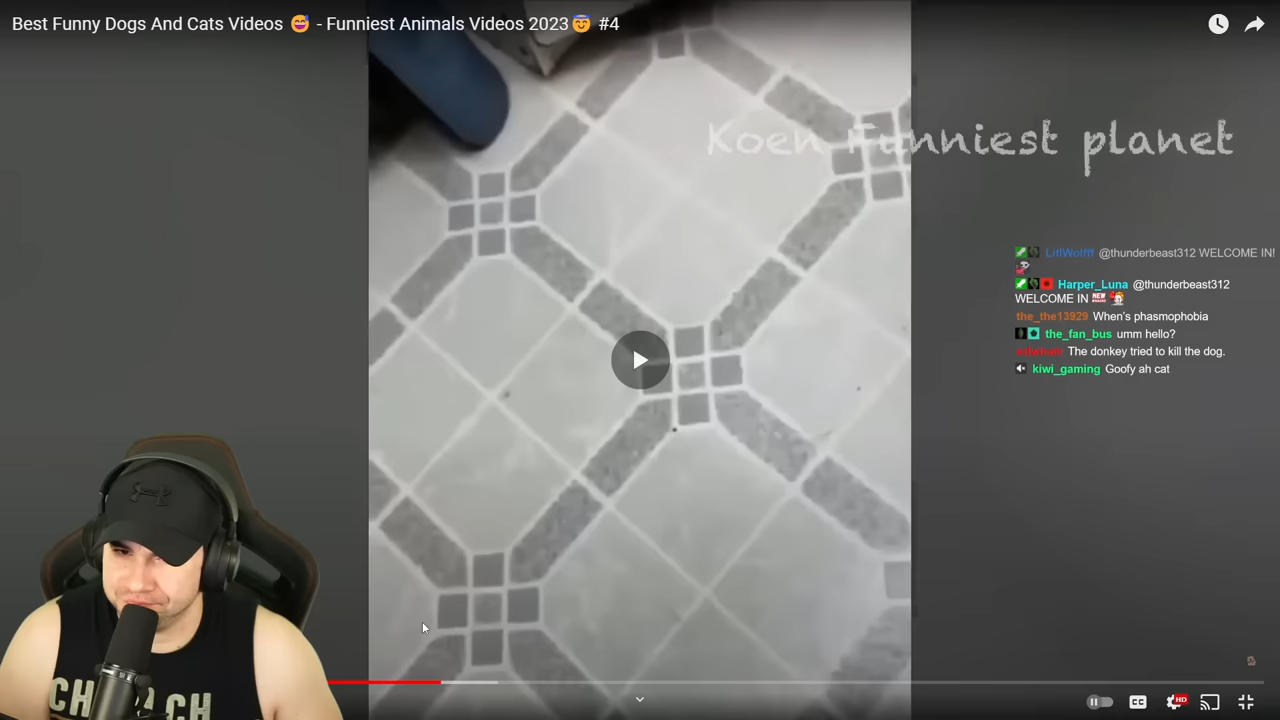 Best Funny Dogs And Cats Videos 😅 - Funniest Animals Videos 2023😇 #4
Koen Funniest planet
LitlWolfff @thunderbeast312 WELCOME IN!
Harper_Luna @thunderbeast312
WELCOME IN
the_the13929 When's phasmophobia
the_fan_bus umm hello?
The donkey tried to kill the dog.
kiwi_gaming Goofy ah cat
CC
HD